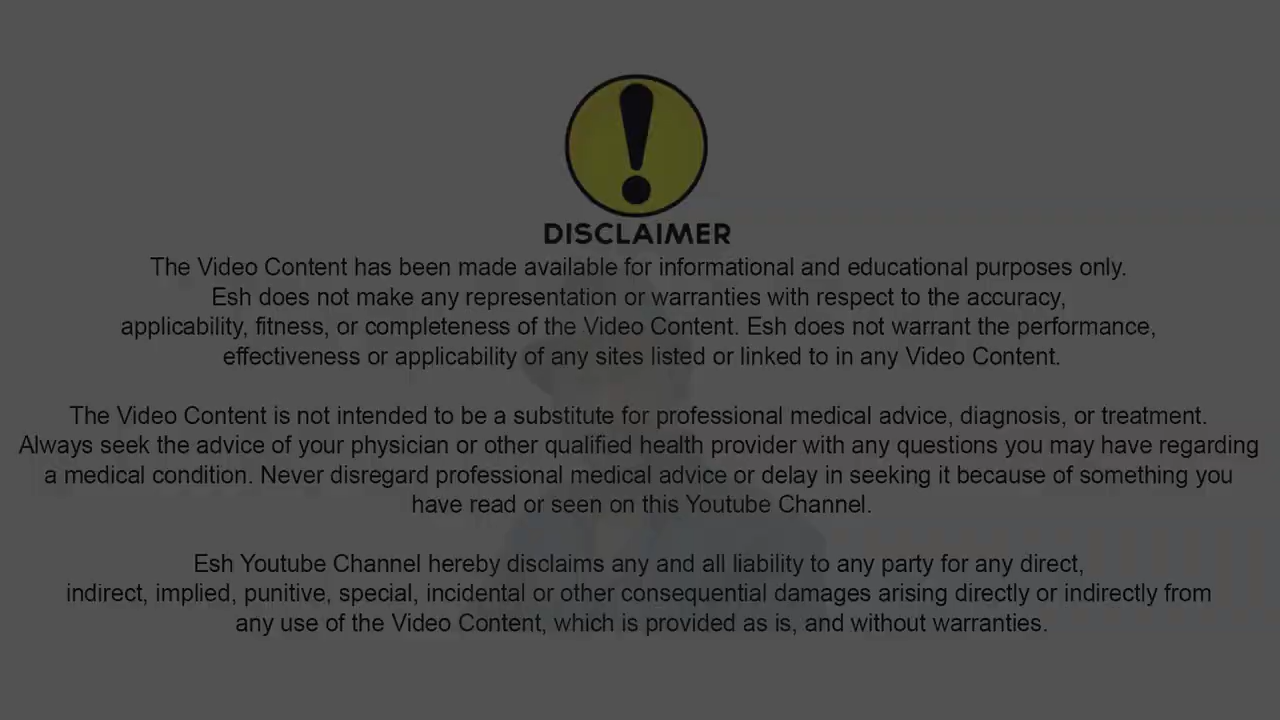 DISCLAIMER
The Video Content has been made available for informational and educational purposes only.
Esh does not make any representation or warranties with respect to the accuracy,
applicability, fitness, or completeness of the Video Content. Esh does not warrant the performance,
effectiveness or applicability of any sites listed or linked to in any Video Content.
The Video Content is not intended to be a substitute for professional medical advice, diagnosis, or treatment.
Always seek the advice of your physician or other qualified health provider with any questions you may have regarding
a medical condition. Never disregard professional medical advice or delay in seeking it because of something you
have read or seen on this Youtube Channel.
Esh Youtube Channel hereby disclaims any and all liability to any party for any direct,
indirect, implied, punitive, special, incidental or other consequential damages arising directly or indirectly from
any use of the Video Content, which is provided as is, and without warranties.